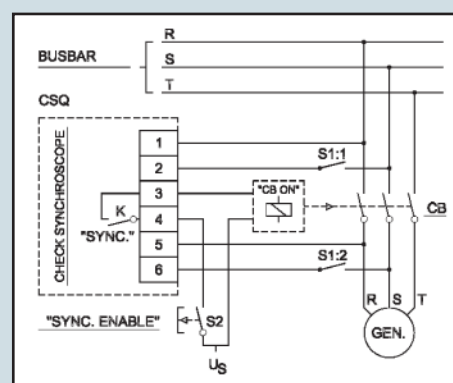 R
BUSBAR
S
T
CSQ
CHECK SYNCHROSCOPE
1
2
S1:1
3
"CB ON"
K
4
CB
"SYNC."
5
6
S1:2
R S T
"SYNC. ENABLE"
S2
GEN.
US